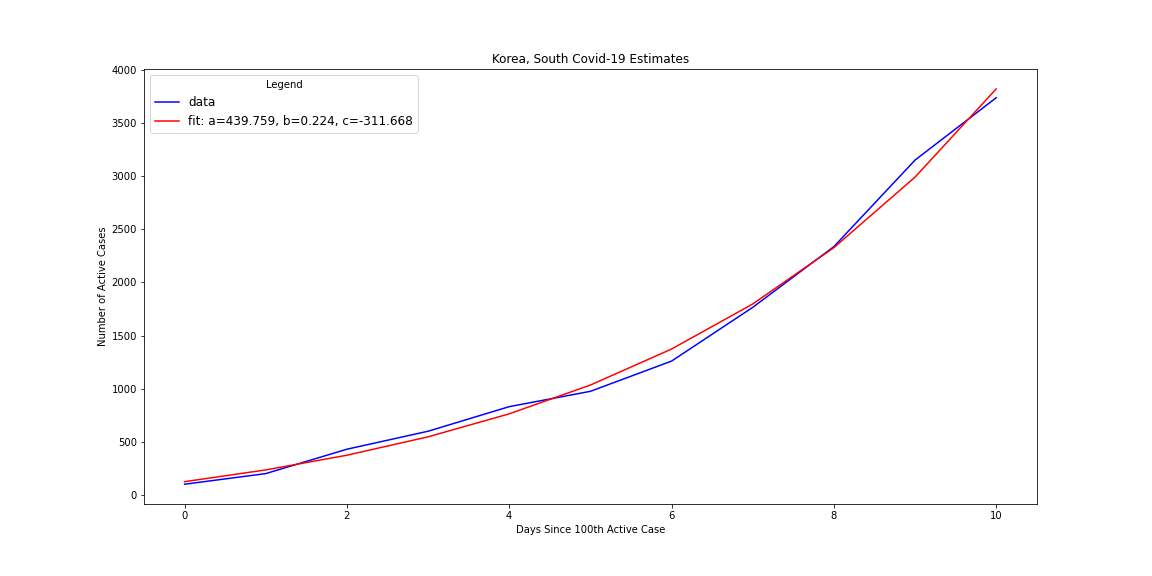 Korea, South Covid-19 Estimates
Legend
data
fit: a=439.759, b=0.224, c=-311.668
Number of Active Cases
4000
3500
3000
2500
2000
1500
1000
500
0
0 2 4 6 8 10
Days Since 100th Active Case